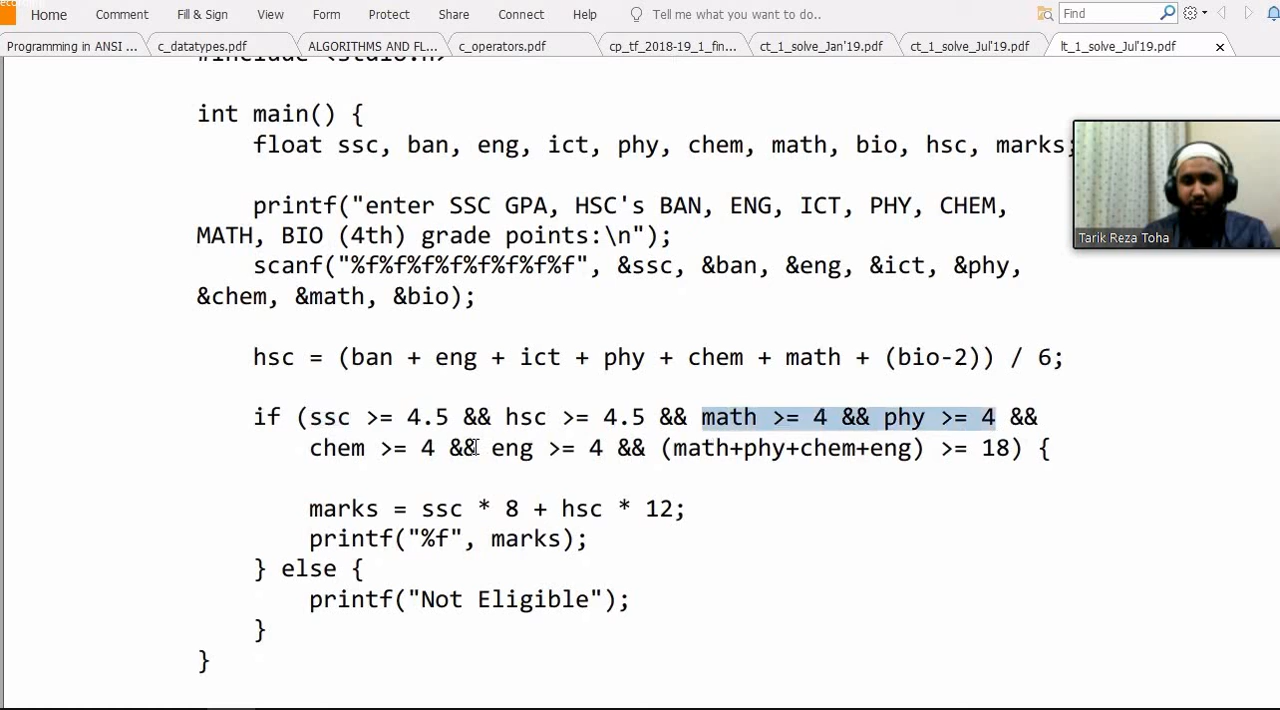 Home Comment Fill & Sign View Form Protect Share Connect Help Tell me what you want to do.. Find
Programming in ANSI ... c_datatypes.pdf ALGORITHMS AND FL... c_operators.pdf cp_tf_2018-19_1_fin... ct_1_solve_Jan'19.pdf ct_1_solve_Jul'19.pdf lt_1_solve_Jul'19.pdf ×
#include <stdio.h>
int main() {
float ssc, ban, eng, ict, phy, chem, math, bio, hsc, marks;
printf("enter SSC GPA, HSC's BAN, ENG, ICT, PHY, CHEM,
MATH, BIO (4th) grade points:\n");
scanf("%f%f%f%f%f%f%f%f", &ssc, &ban, &eng, &ict, &phy,
&chem, &math, &bio);
hsc = (ban + eng + ict + phy + chem + math + (bio-2)) / 6;
if (ssc >= 4.5 && hsc >= 4.5 && math >= 4 && phy >= 4 &&
chem >= 4 && eng >= 4 && (math+phy+chem+eng) >= 18) {
marks = ssc * 8 + hsc * 12;
printf("%f", marks);
} else {
printf("Not Eligible");
}
}
Tarik Reza Toha